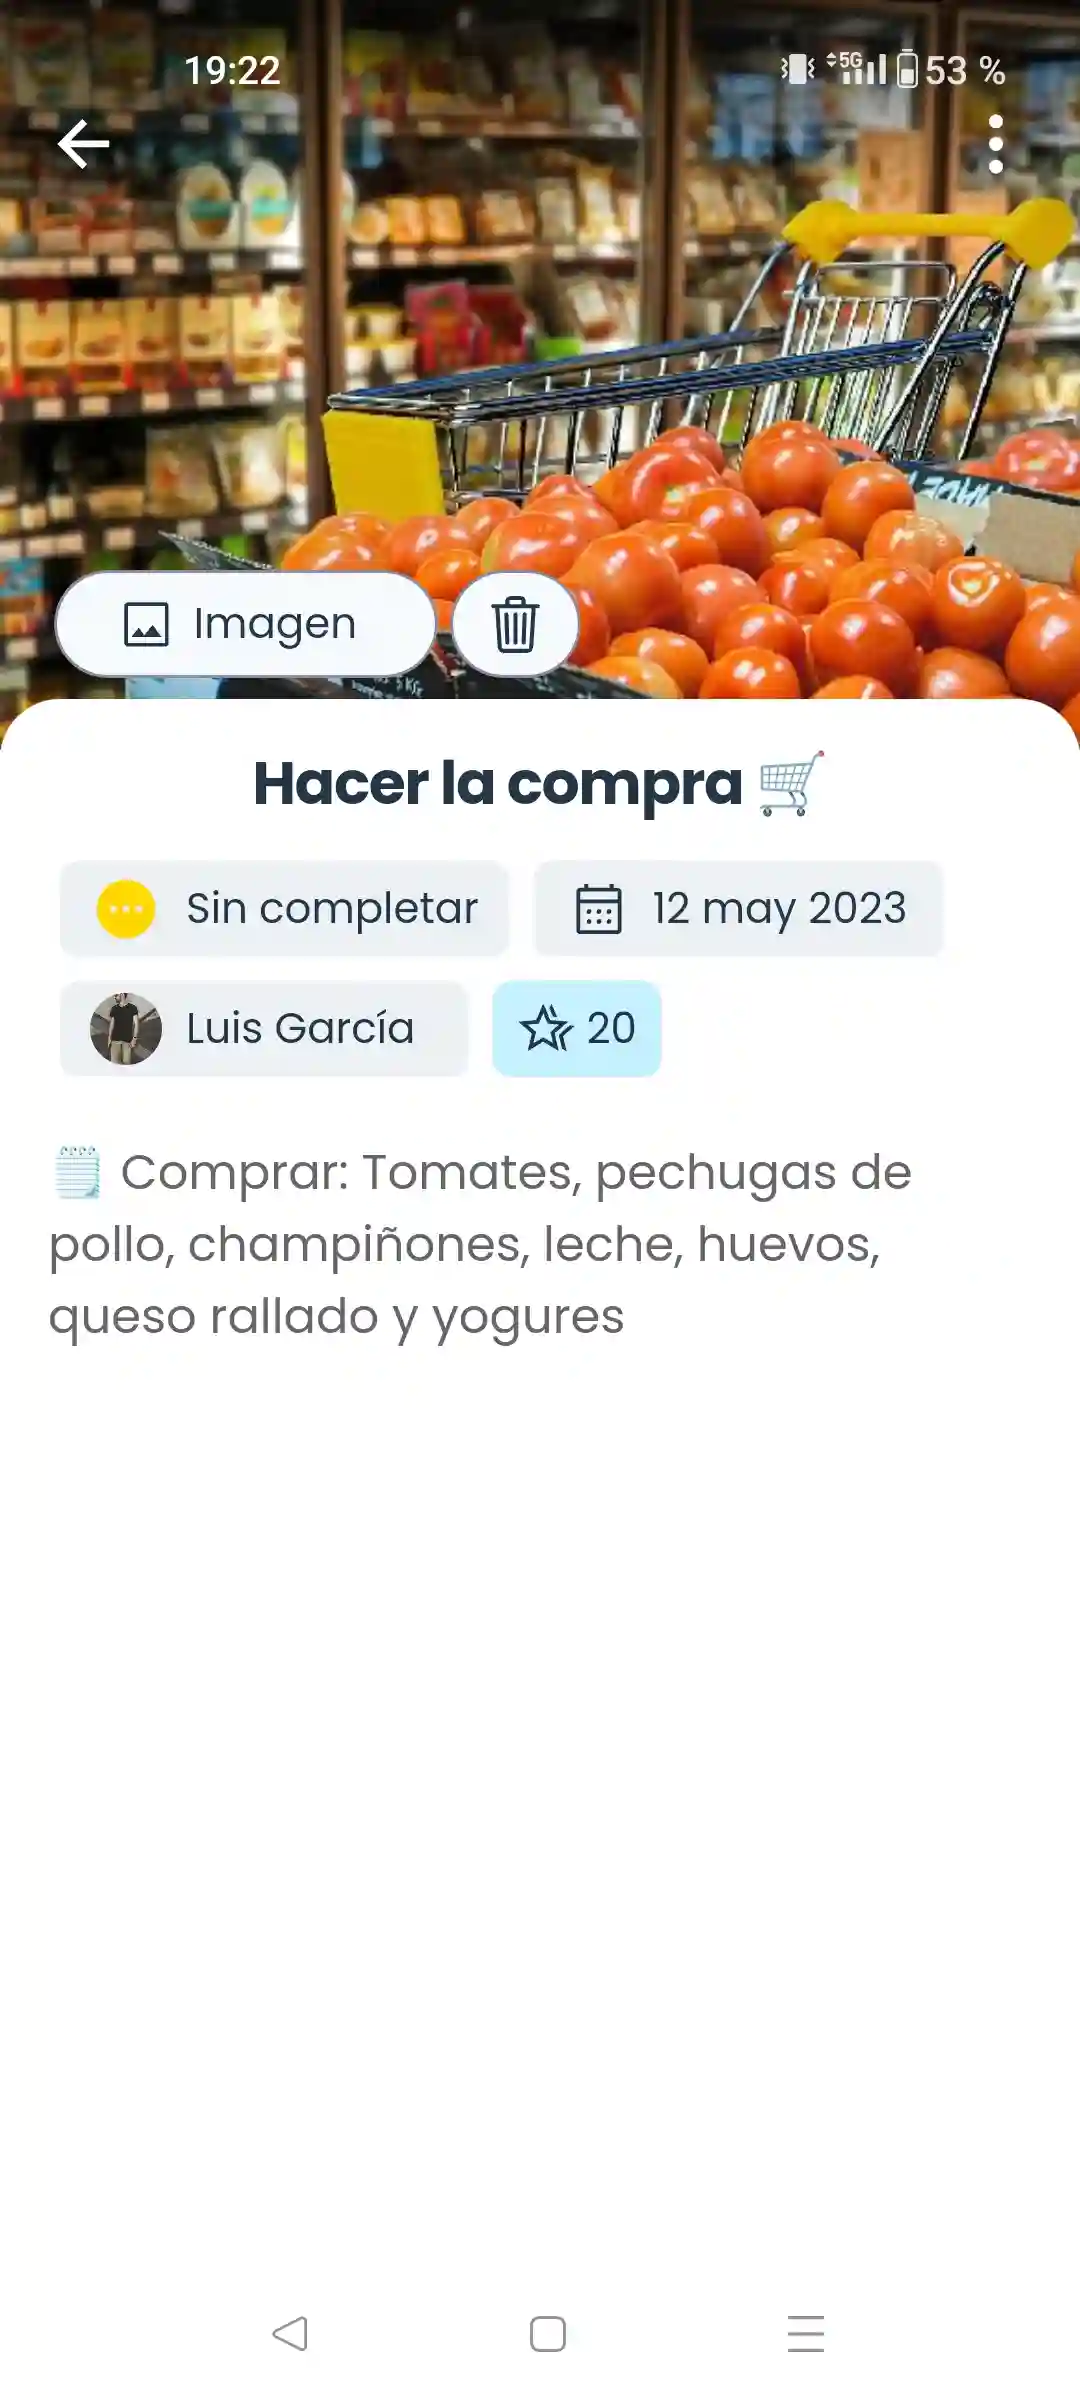 19:22
5G
53 %
Imagen
Hacer la compra 🛒
Sin completar
12 may 2023
Luis García
20
🗒️ Comprar: Tomates, pechugas de
pollo, champiñones, leche, huevos,
queso rallado y yogures